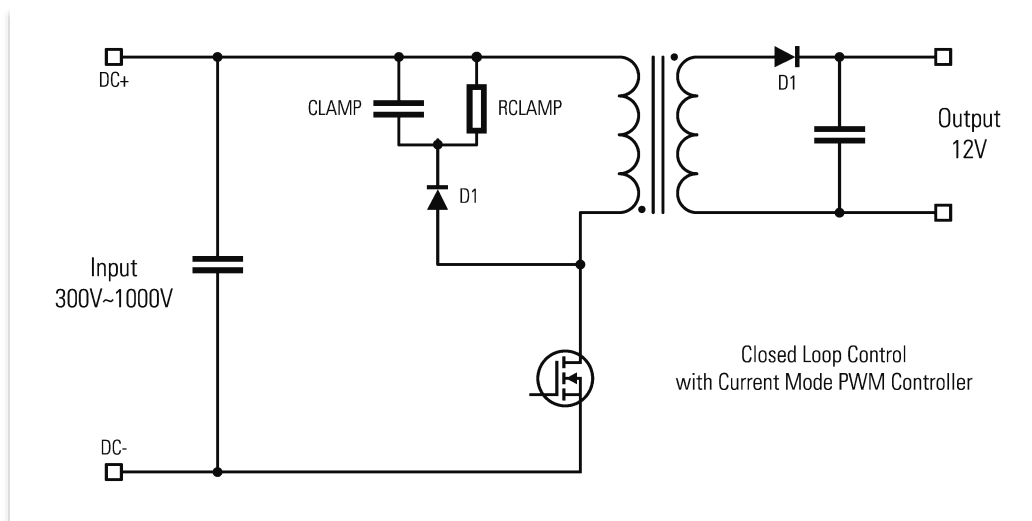 DC+
CLAMP
RCLAMP
D1
D1
Output
12V
Input
300V~1000V
Closed Loop Control
with Current Mode PWM Controller
DC-